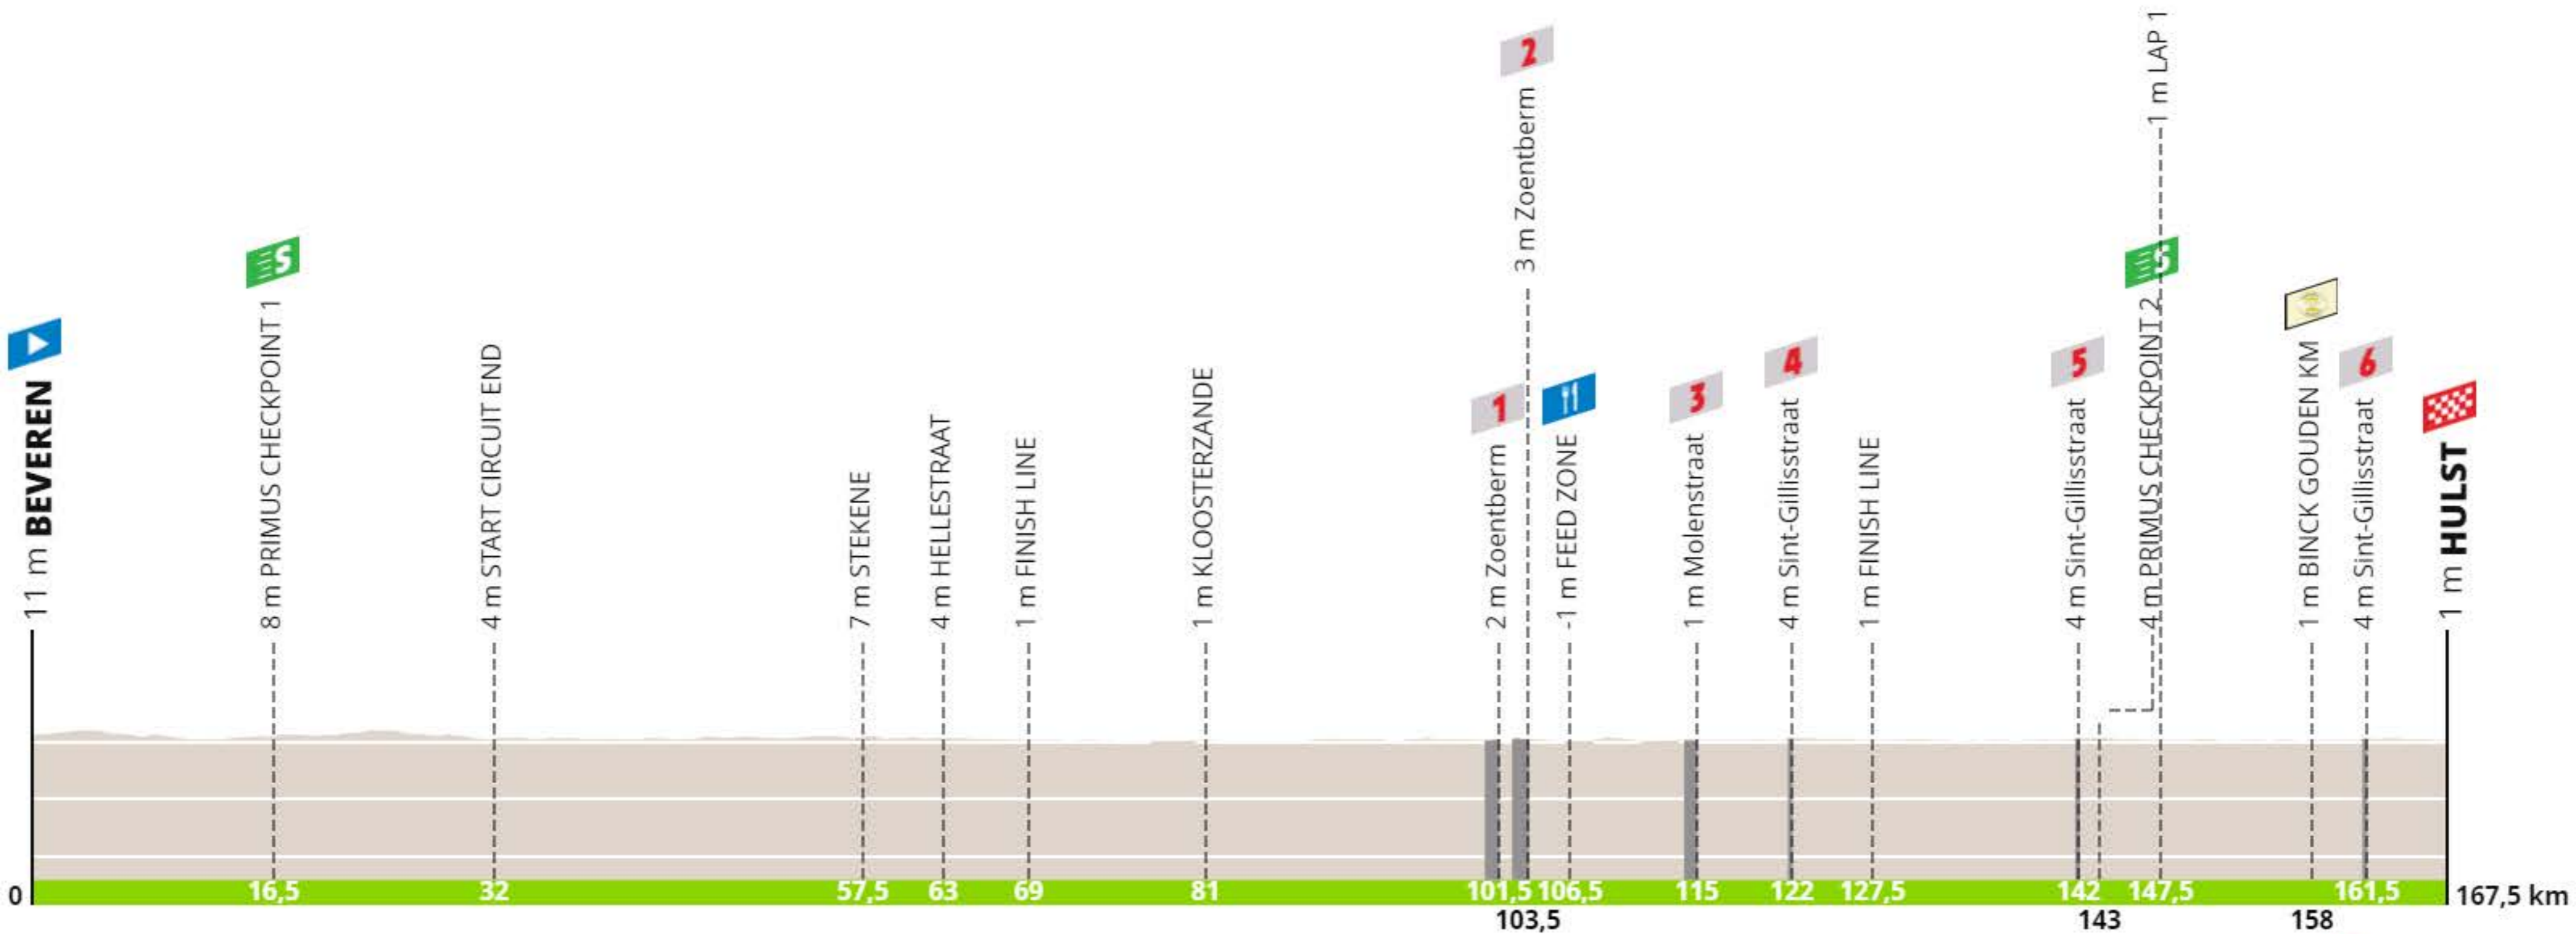 11 m BEVEREN
S
8 m PRIMUS CHECKPOINT 1
4 m START CIRCUIT END
7 m STEKENE
4 m HELLESTRAAT
1 m FINISH LINE
1 m KLOOSTERZANDE
1
2 m Zoentberm
2
3 m Zoentberm
-1 m FEED ZONE
3
1 m Molenstraat
4
4 m Sint-Gillisstraat
1 m FINISH LINE
5
4 m Sint-Gillisstraat
S
4 m PRIMUS CHECKPOINT 2
1 m LAP 1
1 m BINCK GOUDEN KM
6
4 m Sint-Gillisstraat
1 m HULST
0
16,5
32
57,5
63
69
81
101,5
103,5
106,5
115
122
127,5
142
143
147,5
158
161,5
167,5 km